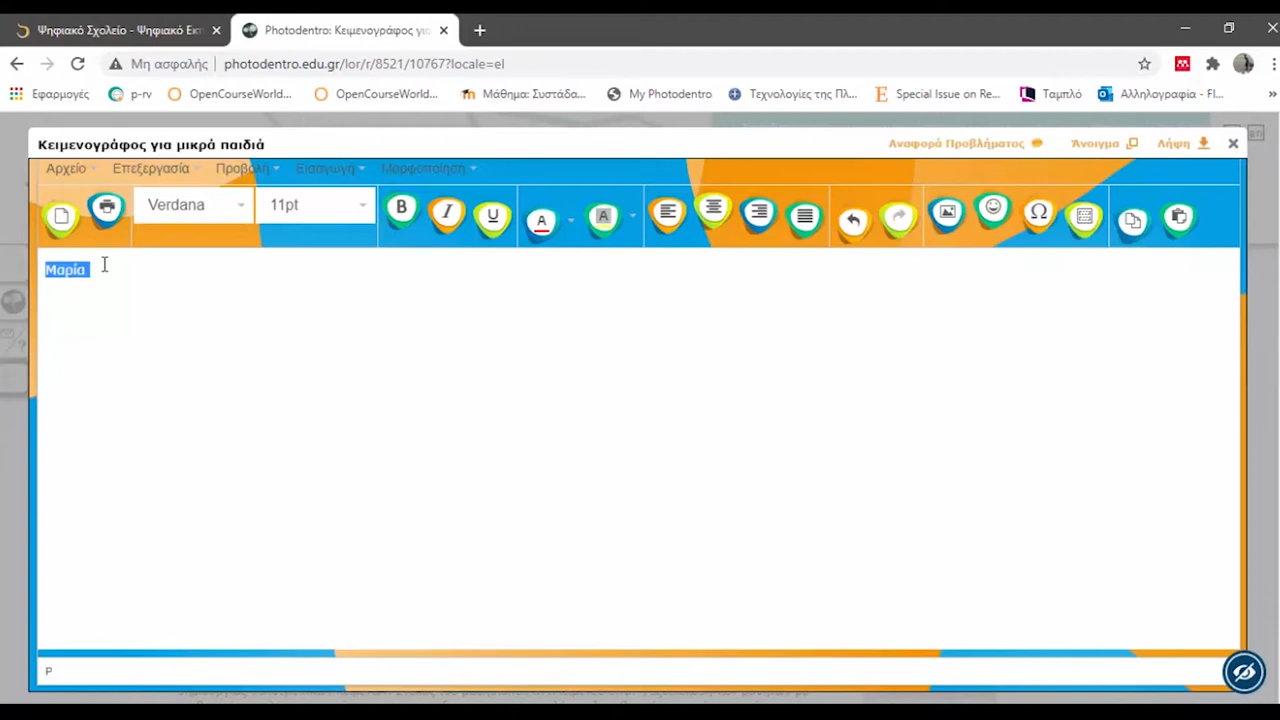 Ψηφιακό Σχολείο - Ψηφιακό Εκπ
Photodentro: Κειμενογράφος για
Μη ασφαλής
photodentro.edu.gr/lor/r/8521/10767?locale=el
Εφαρμογές
p-rv
OpenCourseWorld...
OpenCourseWorld...
Μάθημα: Συστάδα...
My Photodentro
Τεχνολογίες της Πλ...
Special Issue on Re...
Ταμπλό
Αλληλογραφία - Fl...
»
Κειμενογράφος για μικρά παιδιά
Αναφορά Προβλήματος
Άνοιγμα
Λήψη
Αρχείο
Επεξεργασία
Προβολή
Εισαγωγή
Μορφοποίηση
Verdana
11pt
B
I
U
A
A
Ω
Μαρία
P